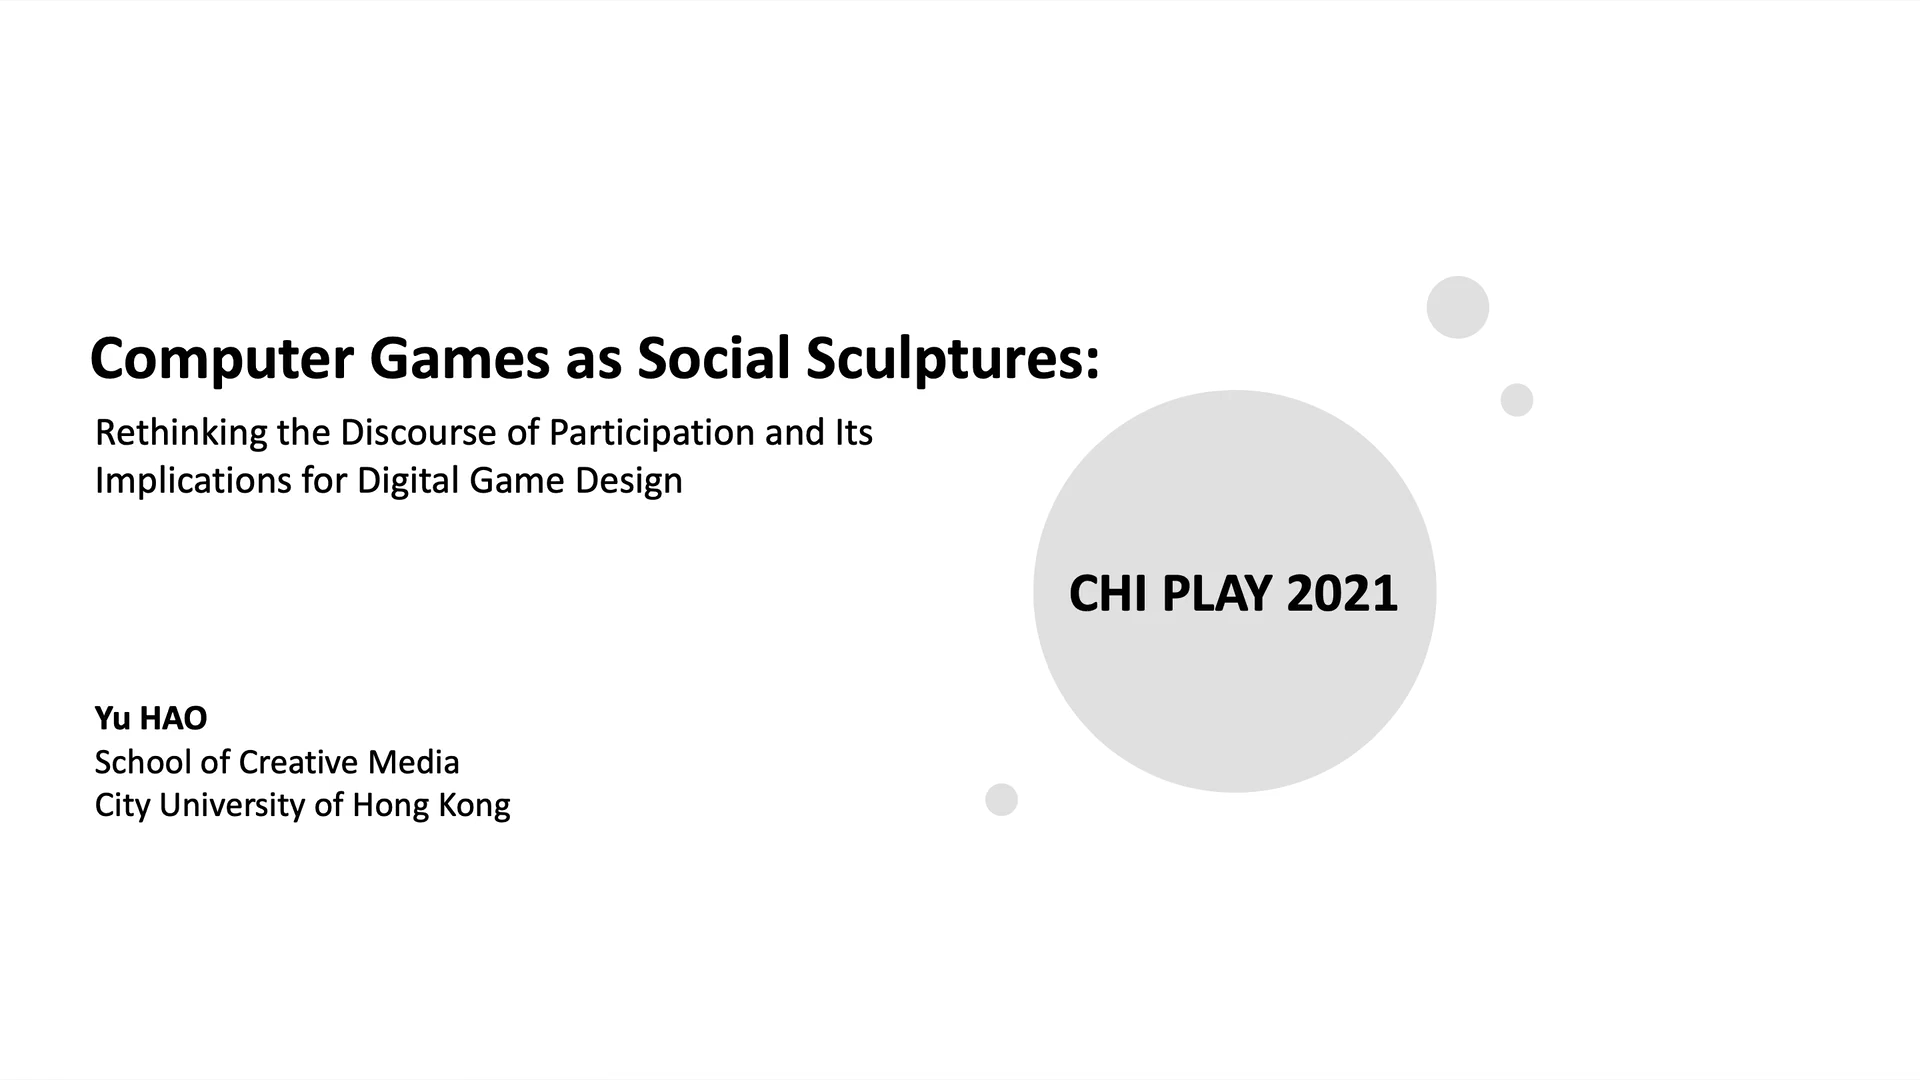 Computer Games as Social Sculptures:
Rethinking the Discourse of Participation and Its
Implications for Digital Game Design
CHI PLAY 2021
Yu HAO
School of Creative Media
City University of Hong Kong